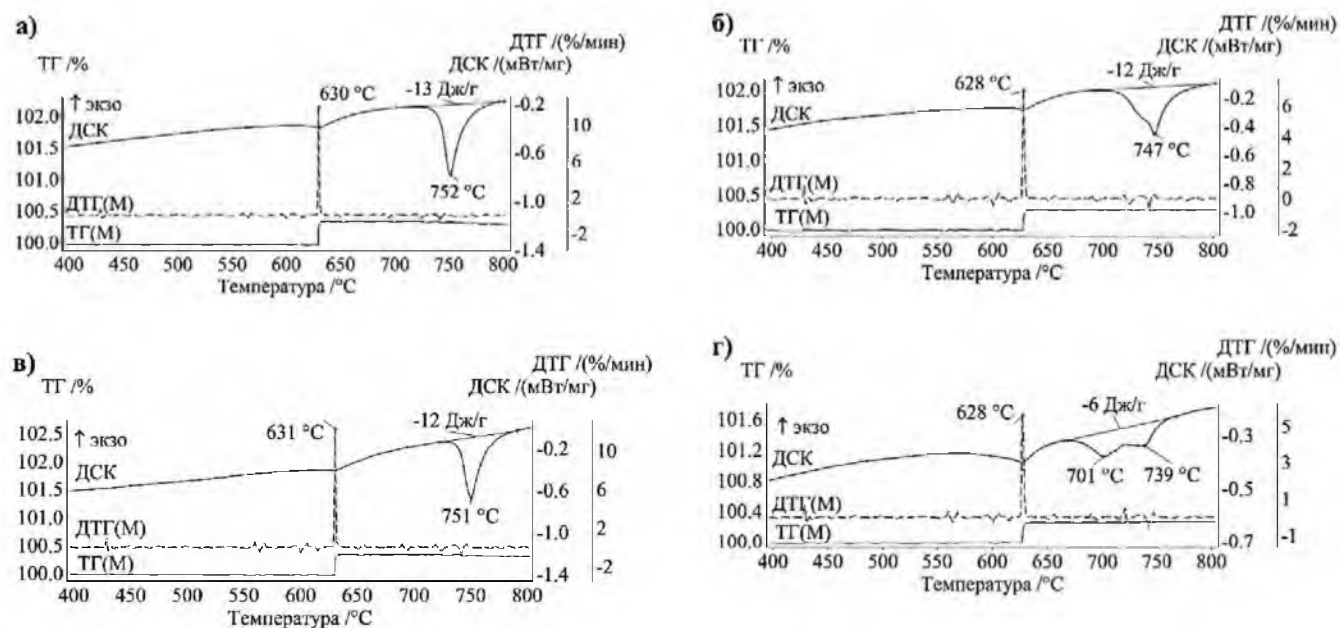 а)
ТГ /%
ДТГ /(%/мин)
ДСК /(мВт/мг)
↑ экзо
ДСК
630 °C
-13 Дж/г
752 °C
ДТГ(М)
ТГ(М)
102.0
101.5
101.0
100.5
100.0
-0.2
-0.6
-1.0
-1.4
10
6
2
-2
400 450 500 550 600 650 700 750 800
Температура /°C
б)
ТГ /%
ДТГ /(%/мин)
ДСК /(мВт/мг)
↑ экзо
ДСК
628 °C
-12 Дж/г
747 °C
ДТГ(М)
ТГ(М)
102.0
101.5
101.0
100.5
100.0
-0.2
-0.4
-0.6
-0.8
-1.0
6
4
2
0
-2
400 450 500 550 600 650 700 750 800
Температура /°C
в)
ТГ /%
ДТГ /(%/мин)
ДСК /(мВт/мг)
↑ экзо
ДСК
631 °C
-12 Дж/г
751 °C
ДТГ(М)
ТГ(М)
102.5
102.0
101.5
101.0
100.5
100.0
-0.2
-0.6
-1.0
-1.4
10
6
2
-2
400 450 500 550 600 650 700 750 800
Температура /°C
г)
ТГ /%
ДТГ /(%/мин)
ДСК /(мВт/мг)
↑ экзо
ДСК
628 °C
-6 Дж/г
701 °C
739 °C
ДТГ(М)
ТГ(М)
101.6
101.2
100.8
100.4
100.0
-0.3
-0.5
-0.7
5
3
1
-1
400 450 500 550 600 650 700 750 800
Температура /°C